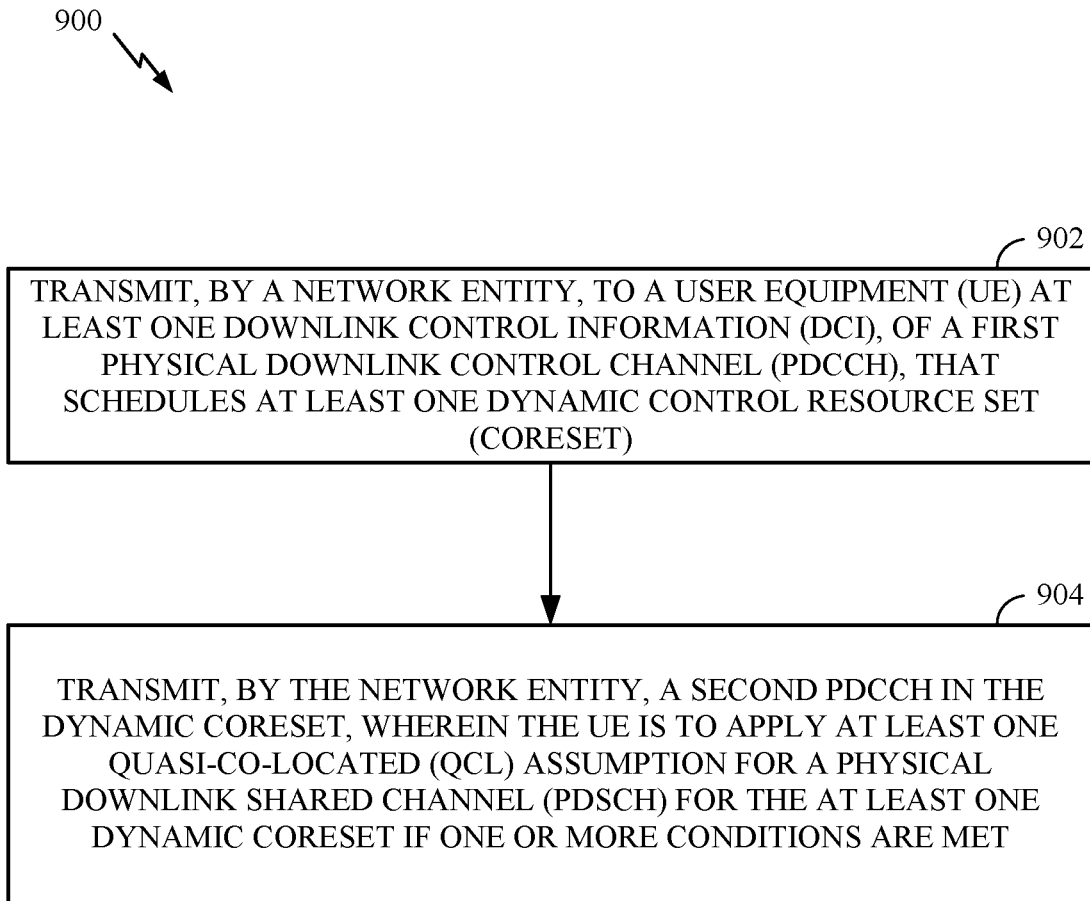 900
902
TRANSMIT, BY A NETWORK ENTITY, TO A USER EQUIPMENT (UE) AT
LEAST ONE DOWNLINK CONTROL INFORMATION (DCI), OF A FIRST
PHYSICAL DOWNLINK CONTROL CHANNEL (PDCCH), THAT
SCHEDULES AT LEAST ONE DYNAMIC CONTROL RESOURCE SET
(CORESET)
904
TRANSMIT, BY THE NETWORK ENTITY, A SECOND PDCCH IN THE
DYNAMIC CORESET, WHEREIN THE UE IS TO APPLY AT LEAST ONE
QUASI-CO-LOCATED (QCL) ASSUMPTION FOR A PHYSICAL
DOWNLINK SHARED CHANNEL (PDSCH) FOR THE AT LEAST ONE
DYNAMIC CORESET IF ONE OR MORE CONDITIONS ARE MET